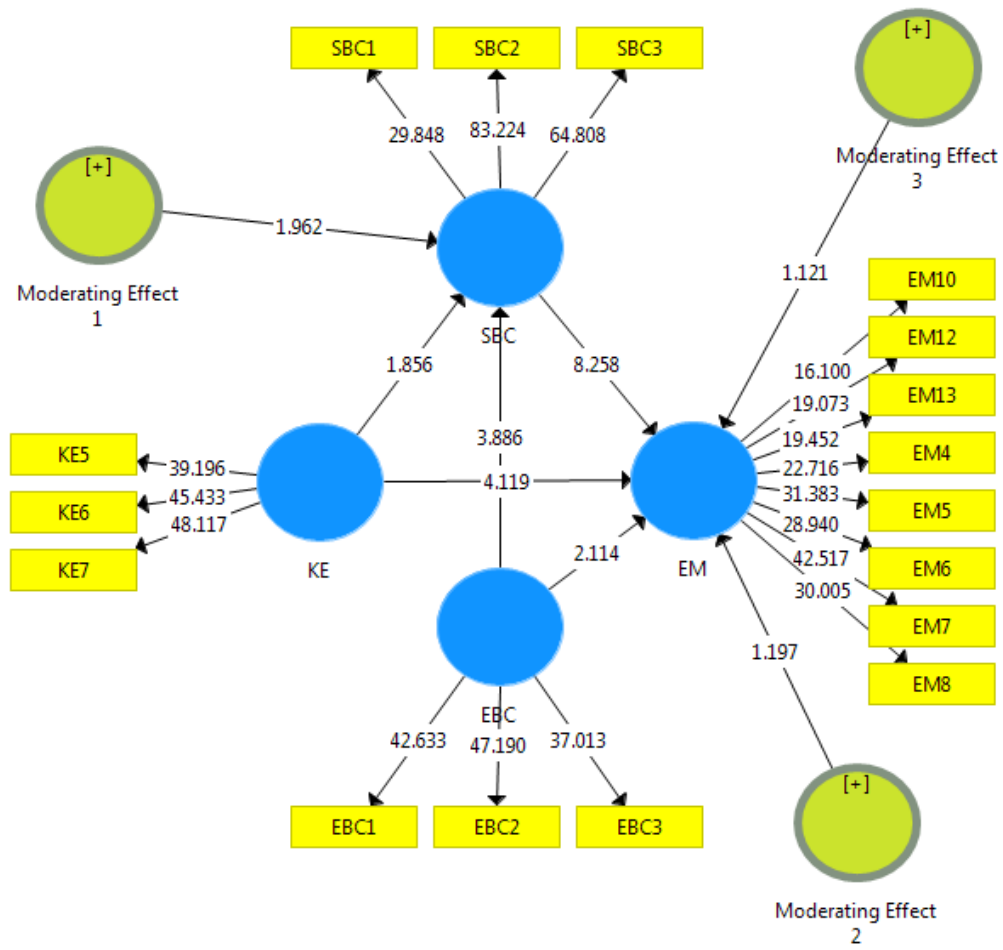 [+]
SBC1
SBC2
SBC3
29.848
83.224
64.808
[+]
Moderating Effect
3
[+]
Moderating Effect
1
1.962
SBC
1.121
1.856
8.258
EM10
EM12
EM13
EM4
EM5
EM6
EM7
EM8
16.100
19.073
19.452
22.716
31.383
28.940
42.517
30.005
KE5
KE6
KE7
39.196
45.433
48.117
KE
3.886
4.119
2.114
EM
EBC
42.633
47.190
37.013
1.197
EBC1
EBC2
EBC3
[+]
Moderating Effect
2